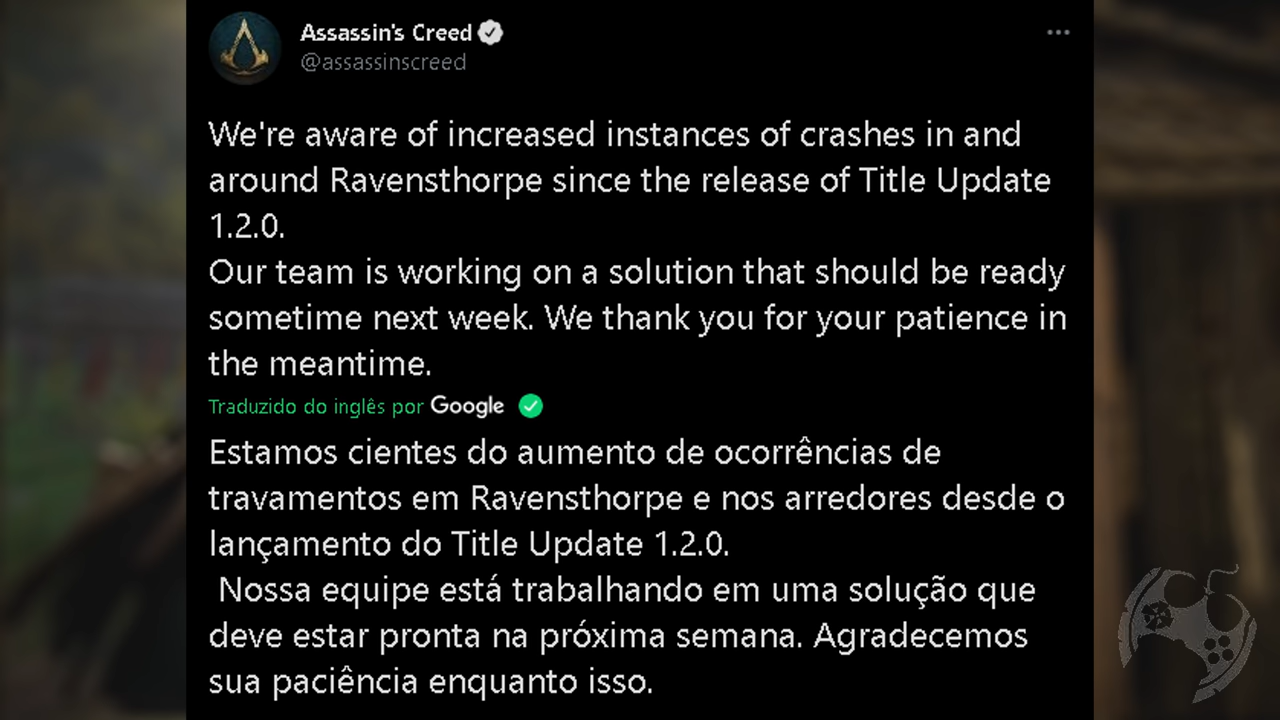 Assassin's Creed
@assassinscreed
We're aware of increased instances of crashes in and
around Ravensthorpe since the release of Title Update
1.2.0.
Our team is working on a solution that should be ready
sometime next week. We thank you for your patience in
the meantime.
Traduzido do inglês por Google
Estamos cientes do aumento de ocorrências de
travamentos em Ravensthorpe e nos arredores desde o
lançamento do Title Update 1.2.0.
Nossa equipe está trabalhando em uma solução que
deve estar pronta na próxima semana. Agradecemos
sua paciência enquanto isso.